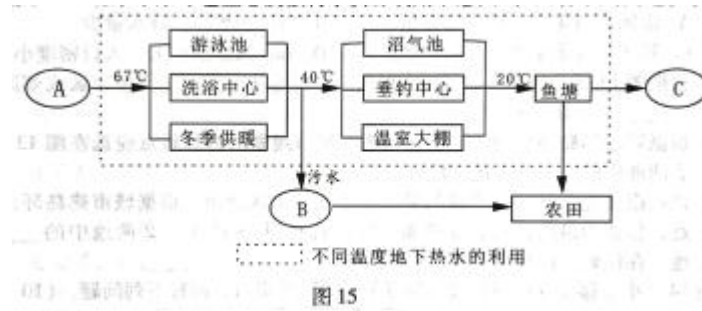 游泳池
沼气池
A
67℃
洗浴中心
40℃
垂钓中心
20℃
鱼塘
C
冬季供暖
温室大棚
污水
B
农田
不同温度地下热水的利用
图 15